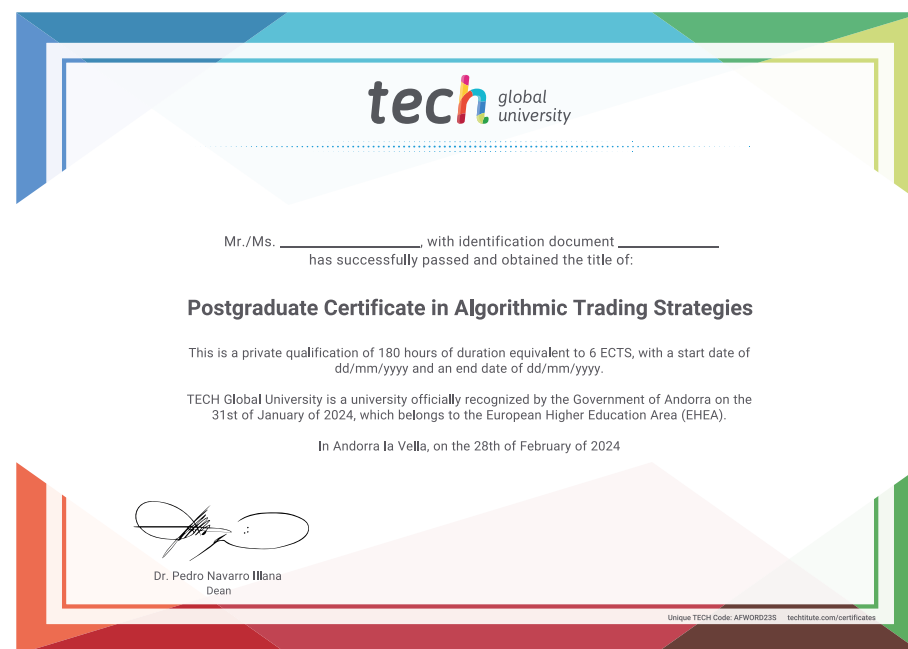 tech global university
Mr./Ms. ____________________, with identification document ______________
has successfully passed and obtained the title of:
Postgraduate Certificate in Algorithmic Trading Strategies
This is a private qualification of 180 hours of duration equivalent to 6 ECTS, with a start date of
dd/mm/yyyy and an end date of dd/mm/yyyy.
TECH Global University is a university officially recognized by the Government of Andorra on the
31st of January of 2024, which belongs to the European Higher Education Area (EHEA).
In Andorra la Vella, on the 28th of February of 2024
Dr. Pedro Navarro Illana
Dean
Unique TECH Code: AFWORD23S techtitute.com/certificates